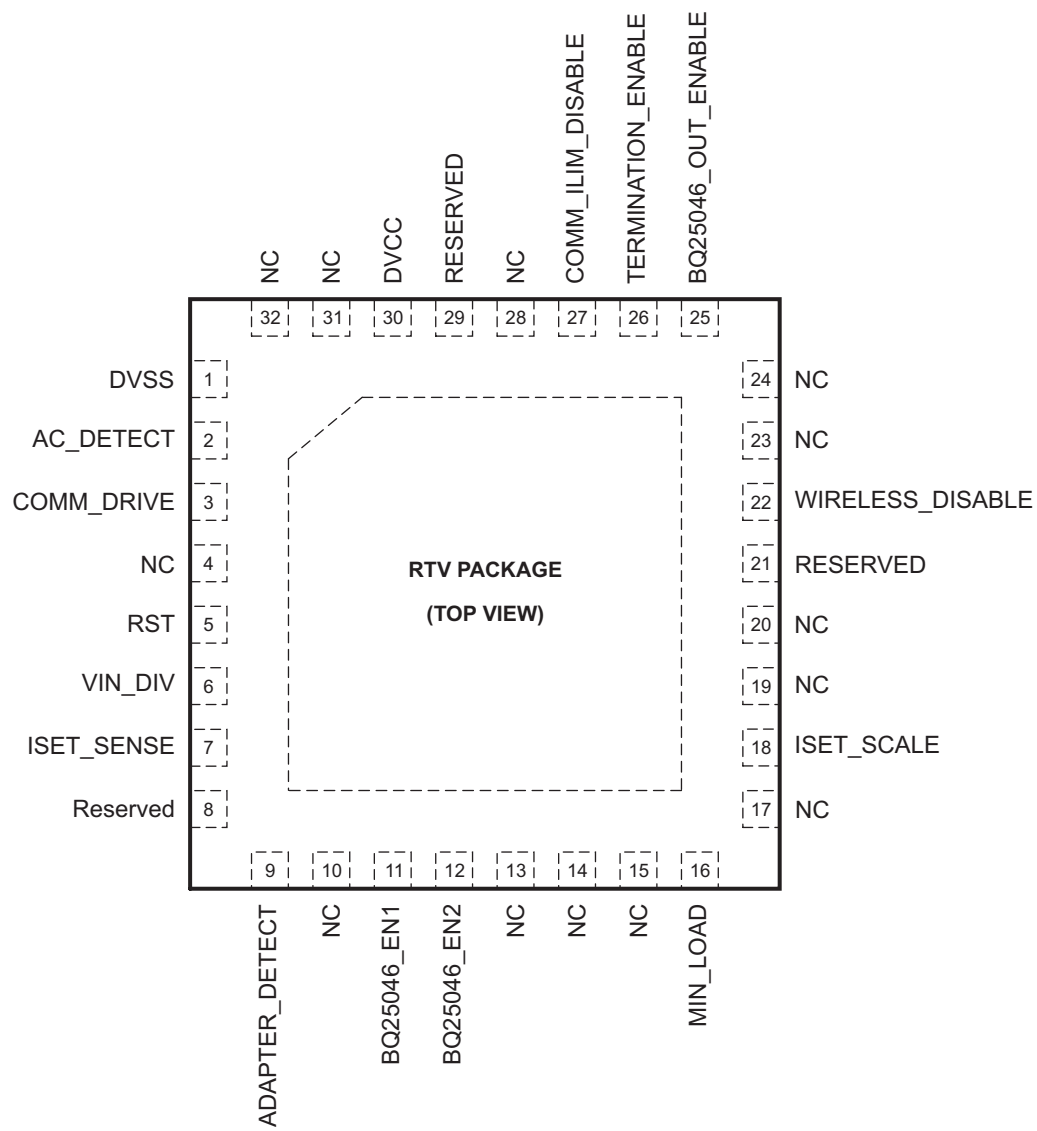 NC
NC
DVCC
RESERVED
NC
COMM_ILIM_DISABLE
TERMINATION_ENABLE
BQ25046_OUT_ENABLE
32 31 30 29 28 27 26 25
DVSS 1
AC_DETECT 2
COMM_DRIVE 3
NC 4
RST 5
VIN_DIV 6
ISET_SENSE 7
Reserved 8
RTV PACKAGE
(TOP VIEW)
24 NC
23 NC
22 WIRELESS_DISABLE
21 RESERVED
20 NC
19 NC
18 ISET_SCALE
17 NC
9 10 11 12 13 14 15 16
ADAPTER_DETECT
NC
BQ25046_EN1
BQ25046_EN2
NC
NC
NC
MIN_LOAD